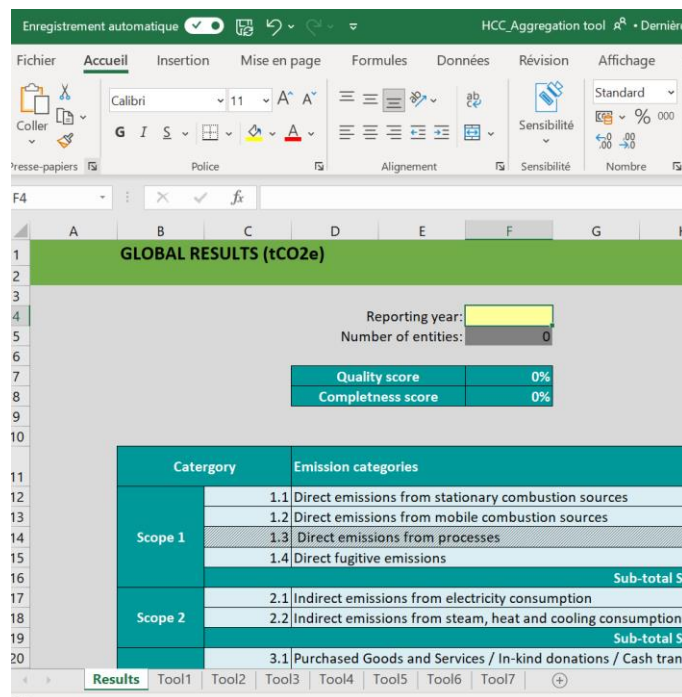 Enregistrement automatique
HCC_Aggregation tool • Dernière
Fichier Accueil Insertion Mise en page Formules Données Révision Affichage
Coller
Calibri 11 A^ A˅
G I S A
ab
Sensibilité
Standard
% 000
Presse-papiers Police Alignement Sensibilité Nombre
F4 fx
A B C D E F G
1 GLOBAL RESULTS (tCO2e)
2
3
4 Reporting year:
5 Number of entities: 0
6
7 Quality score 0%
8 Completness score 0%
9
10
11 Catergory Emission categories
12 1.1 Direct emissions from stationary combustion sources
13 1.2 Direct emissions from mobile combustion sources
14 Scope 1 1.3 Direct emissions from processes
15 1.4 Direct fugitive emissions
16 Sub-total S
17 2.1 Indirect emissions from electricity consumption
18 Scope 2 2.2 Indirect emissions from steam, heat and cooling consumption
19 Sub-total S
20 3.1 Purchased Goods and Services / In-kind donations / Cash tran
Results Tool1 Tool2 Tool3 Tool4 Tool5 Tool6 Tool7